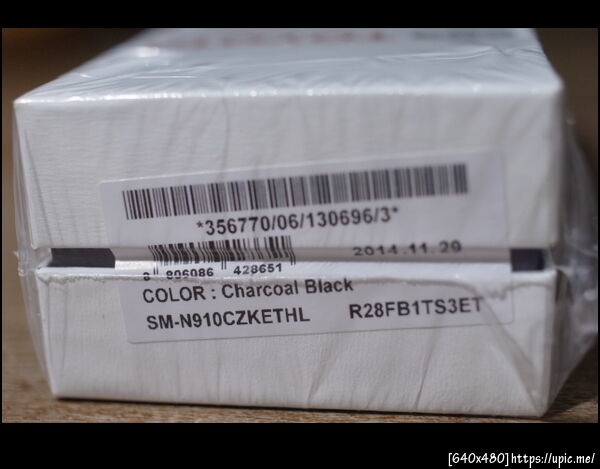 *356770/06/130696/3*
2014.11.29
8 806086 428651
COLOR : Charcoal Black
SM-N910CZKETHL R28FB1TS3ET
[640x480]https://upic.me/